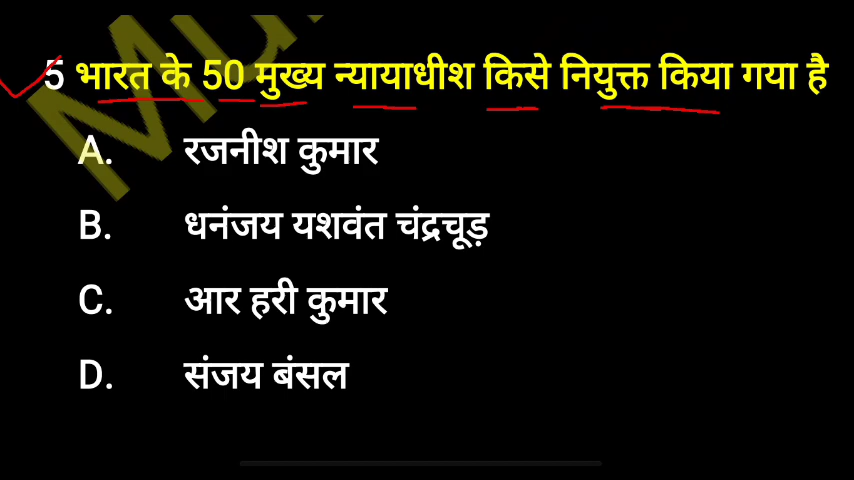 5 भारत के 50 मुख्य न्यायाधीश किसे नियुक्त किया गया है
A. रजनीश कुमार
B. धनंजय यशवंत चंद्रचूड़
C. आर हरी कुमार
D. संजय बंसल